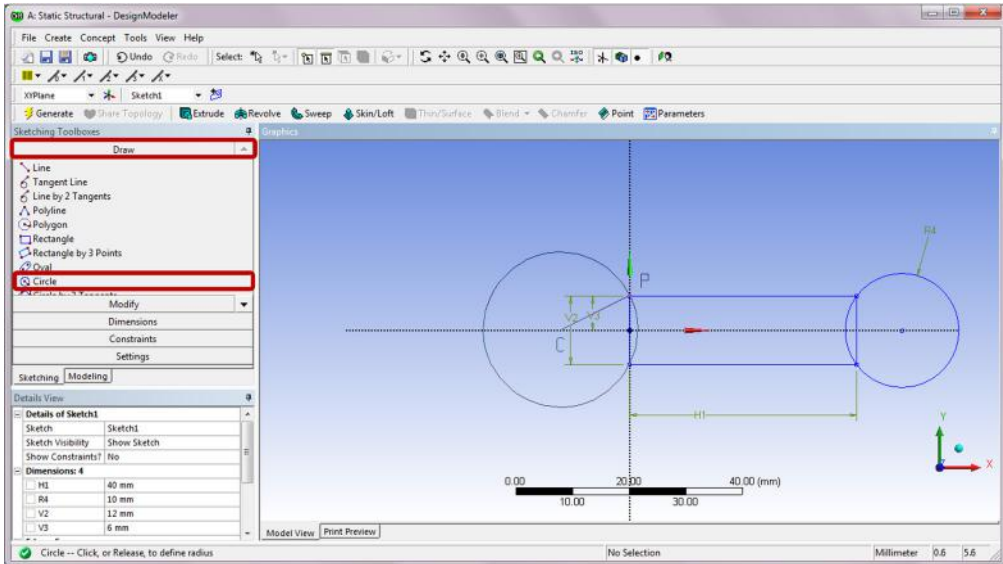 A: Static Structural - DesignModeler
File Create Concept Tools View Help
Undo Redo Select:
XYPlane Sketch1
Generate Share Topology Extrude Revolve Sweep Skin/Loft Thin/Surface Blend Chamfer Point Parameters
Sketching Toolboxes
Draw
Line
Tangent Line
Line by 2 Tangents
Polyline
Polygon
Rectangle
Rectangle by 3 Points
Oval
Circle
Circle by 3 Tangents
Modify
Dimensions
Constraints
Settings
Sketching Modeling
Details View
Details of Sketch1
Sketch Sketch1
Sketch Visibility Show Sketch
Show Constraints? No
Dimensions: 4
H1 40 mm
R4 10 mm
V2 12 mm
V3 6 mm
Graphics
R4
P
V2 V3
C
H1
Y
X
0.00 20.00 40.00 (mm)
10.00 30.00
Model View Print Preview
Circle -- Click, or Release, to define radius No Selection Millimeter 0.6 5.6